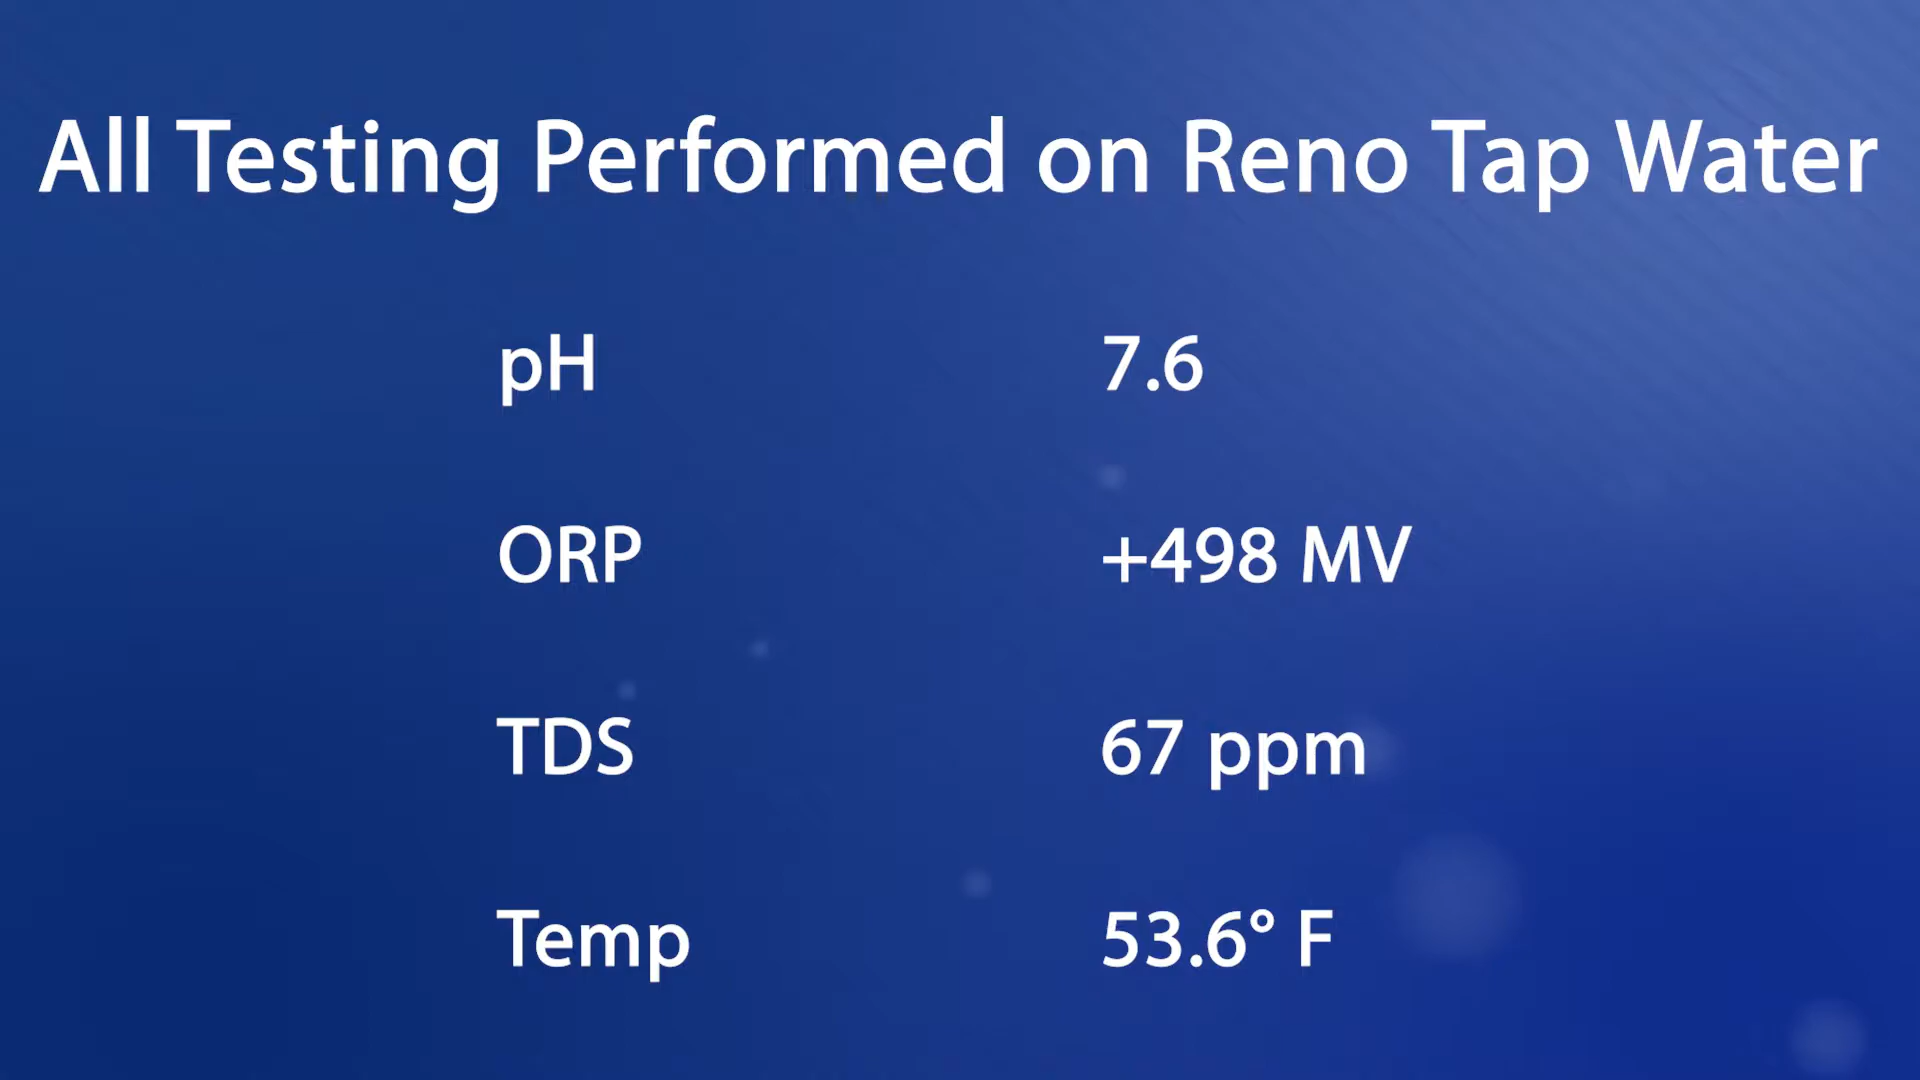 All Testing Performed on Reno Tap Water
pH 7.6
ORP +498 MV
TDS 67 ppm
Temp 53.6° F